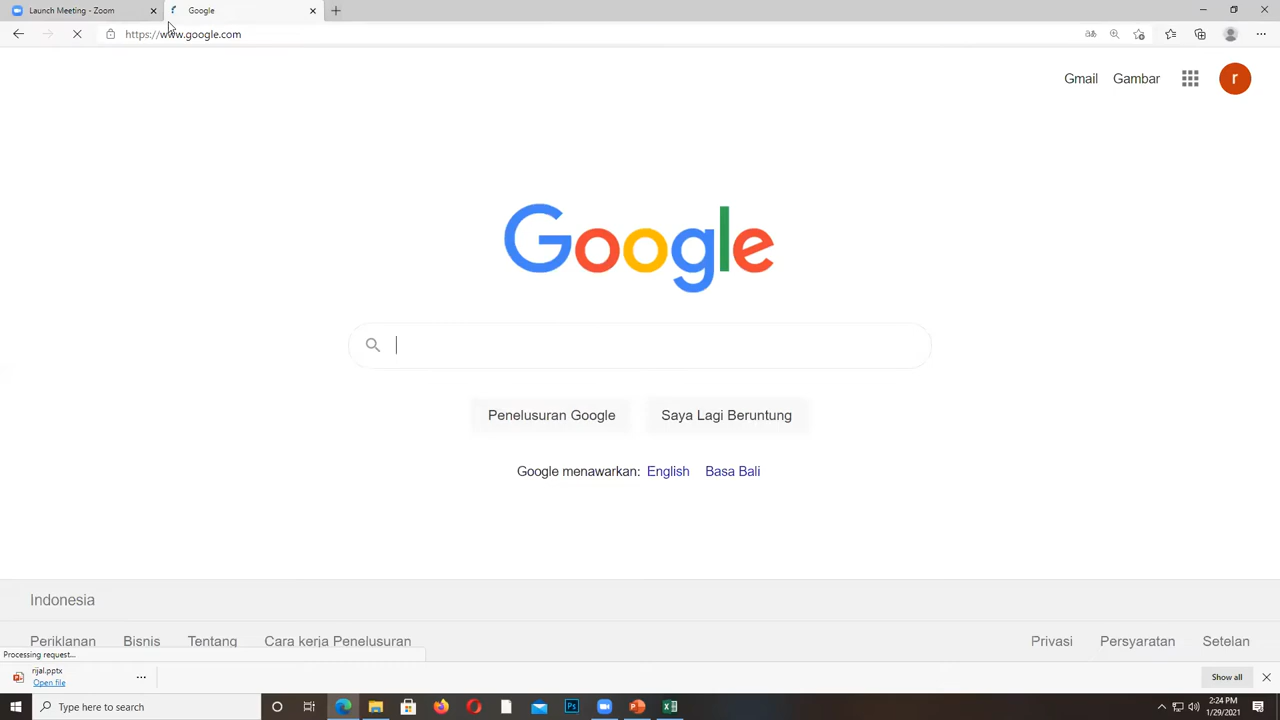 Launch Meeting - Zoom
Google
https://www.google.com
Gmail
Gambar
r
Google
Penelusuran Google
Saya Lagi Beruntung
Google menawarkan: English Basa Bali
Indonesia
Periklanan Bisnis Tentang Cara kerja Penelusuran
Privasi Persyaratan Setelan
Processing request...
rijal.pptx
Open file
Show all
Type here to search
2:24 PM
1/29/2021